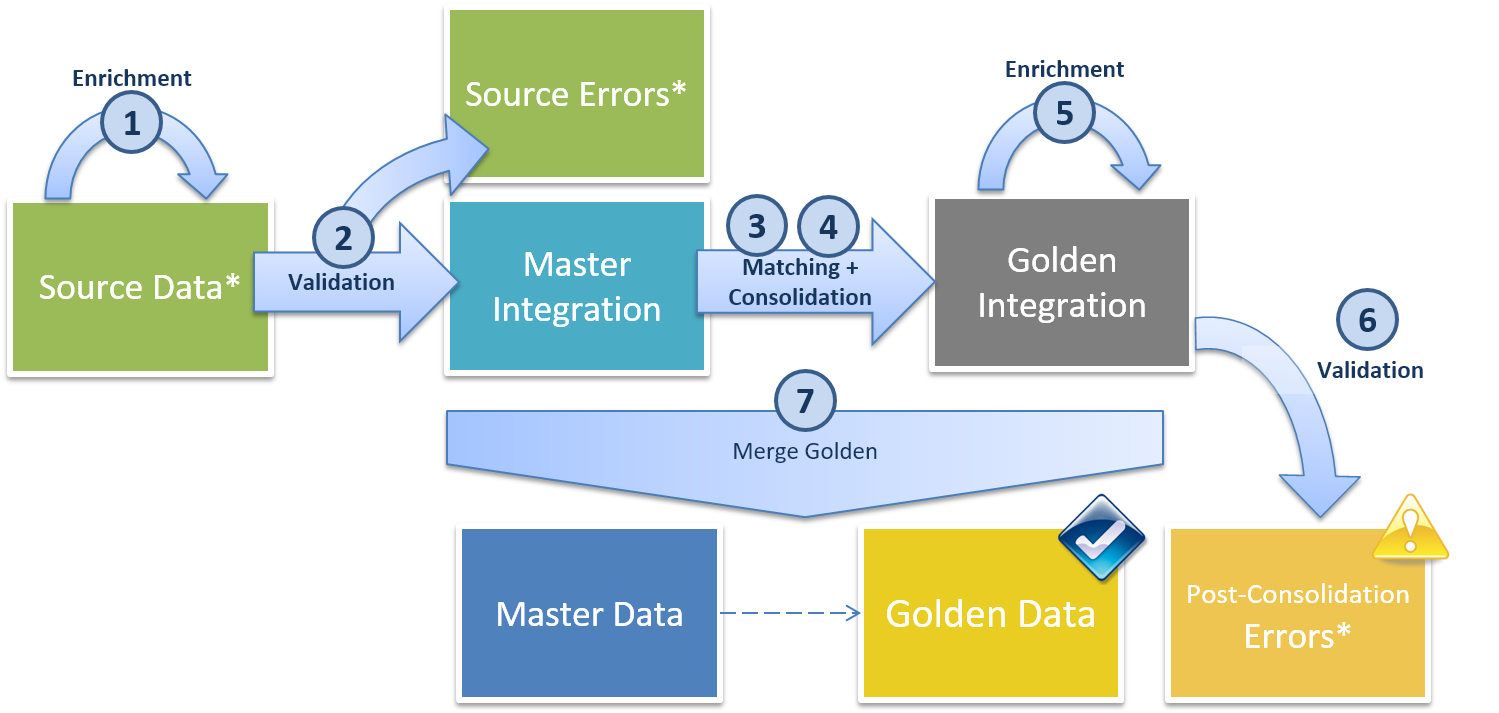 Enrichment
1
Source Data*
2
Validation
Source Errors*
Master
Integration
3
4
Matching +
Consolidation
Enrichment
5
Golden
Integration
6
Validation
7
Merge Golden
Master Data
Golden Data
Post-Consolidation
Errors*